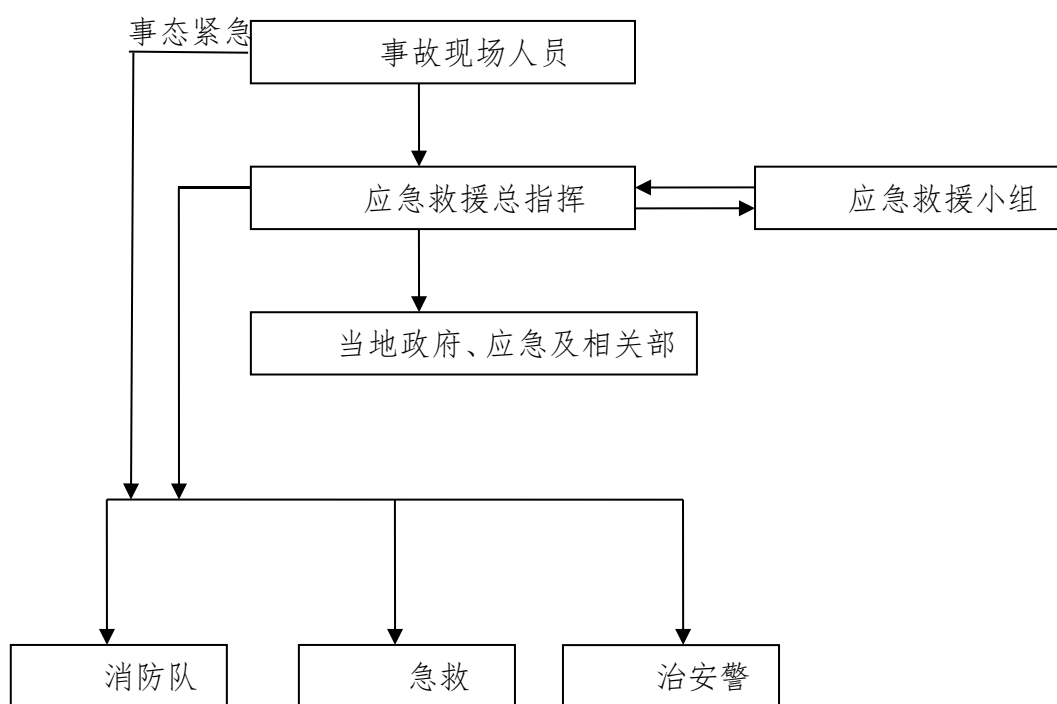 事态紧急
事故现场人员
应急救援总指挥
应急救援小组
当地政府、应急及相关部
消防队
急救
治安警